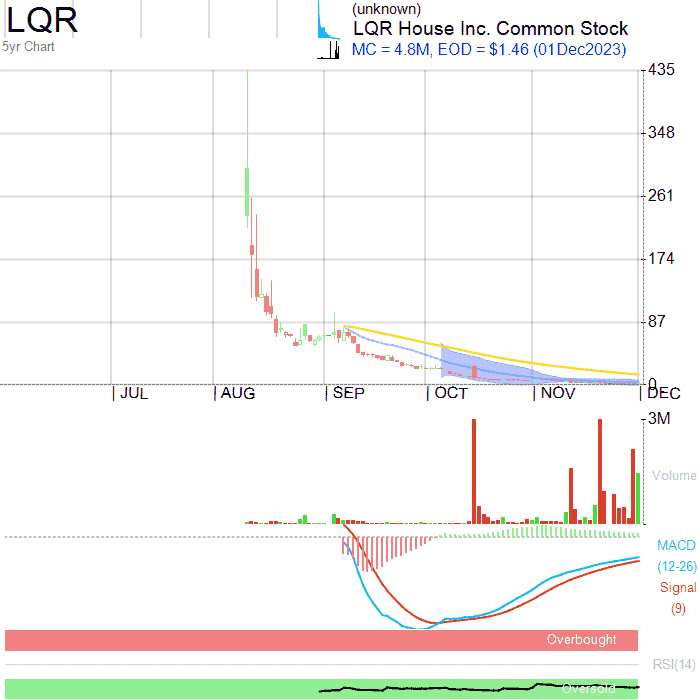 LQR
5yr Chart
(unknown)
LQR House Inc. Common Stock
MC = 4.8M, EOD = $1.46 (01Dec2023)
435
348
261
174
87
0
JUL AUG SEP OCT NOV DEC
3M
Volume
MACD
(12-26)
Signal
(9)
Overbought
RSI(14)
Oversold